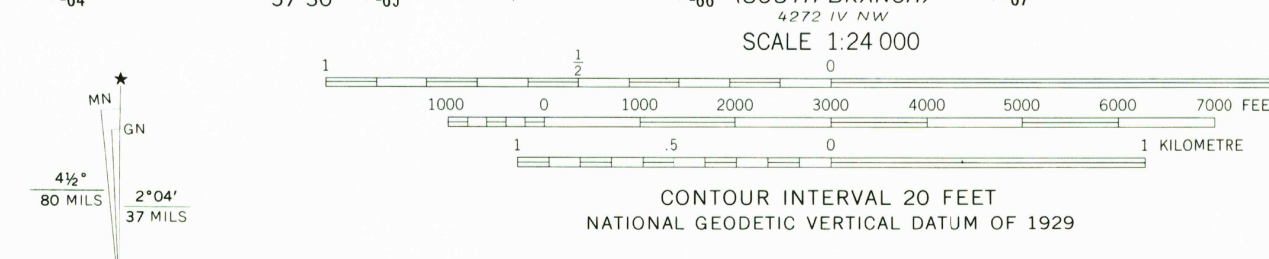 57'30"
4272 IV NW
SCALE 1:24 000
1 1/2 0
1000 0 1000 2000 3000 4000 5000 6000 7000
1 .5 0 1 KILOMETRE
MN
GN
4½°
80 MILS
2°04'
37 MILS
CONTOUR INTERVAL 20 FEET
NATIONAL GEODETIC VERTICAL DATUM OF 1929